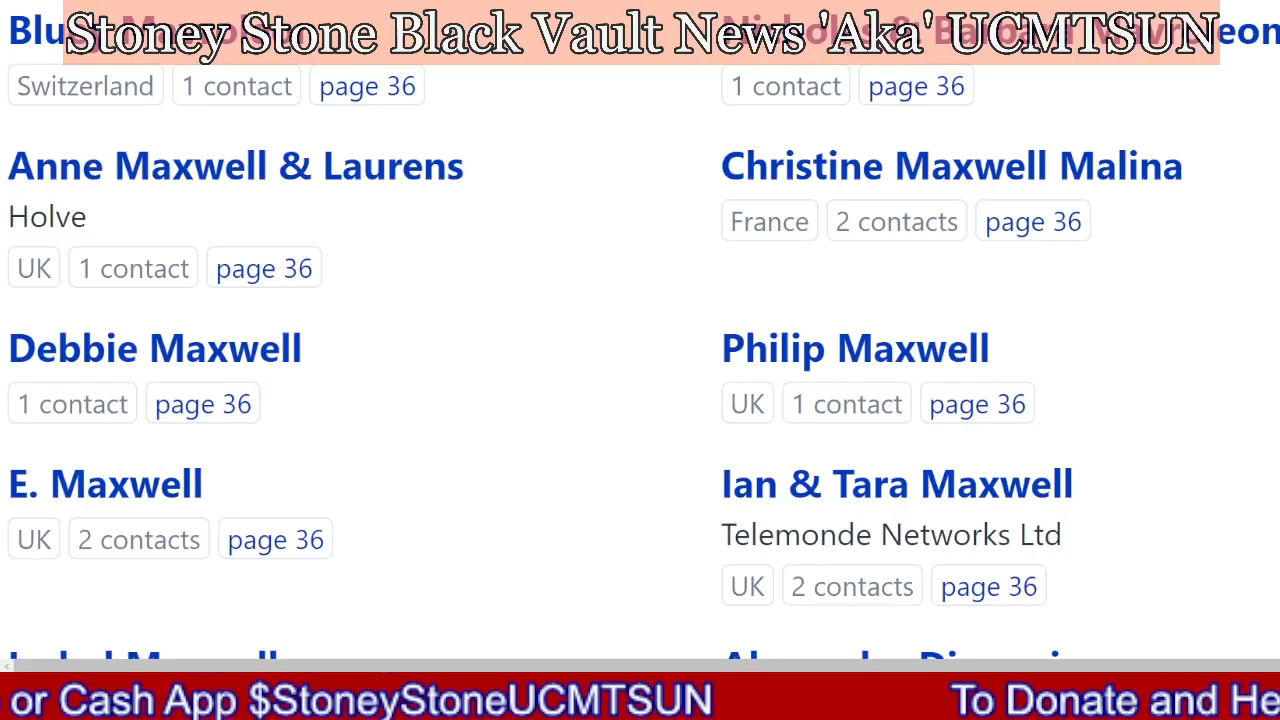 Stoney Stone Black Vault News 'Aka' UCMTSUN
Switzerland 1 contact page 36
1 contact page 36
Anne Maxwell & Laurens
Holve
UK 1 contact page 36
Christine Maxwell Malina
France 2 contacts page 36
Debbie Maxwell
1 contact page 36
Philip Maxwell
UK 1 contact page 36
E. Maxwell
UK 2 contacts page 36
Ian & Tara Maxwell
Telemonde Networks Ltd
UK 2 contacts page 36
or Cash App $StoneyStoneUCMTSUN To Donate and He